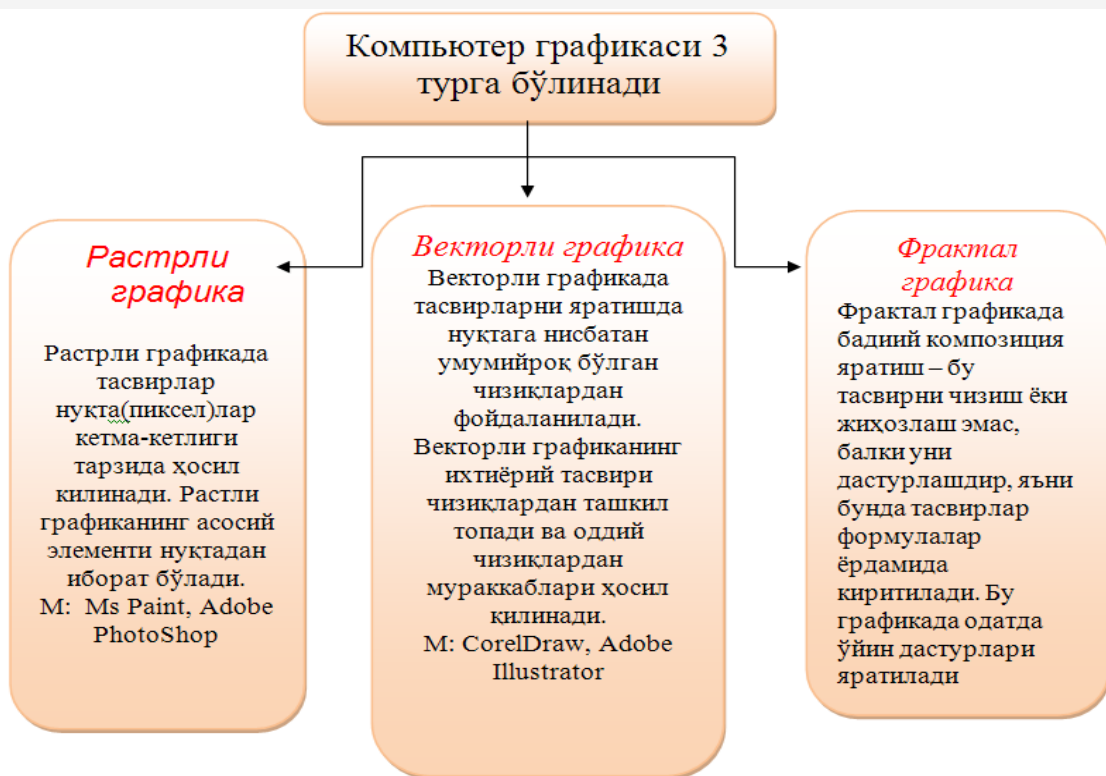 Компьютер графикаси 3
турга бўлинади
Растрли
графика
Растрли графикада
тасвирлар
нуқта(пиксел)лар
кетма-кетлиги
тарзида ҳосил
килинади. Растли
графиканинг асосий
элементи нуқтадан
иборат бўлади.
М: Ms Paint, Adobe
PhotoShop
Векторли графика
Векторли графикада
тасвирларни яратишда
нуқтага нисбатан
умумийроқ бўлган
чизиқлардан
фойдаланилади.
Векторли графиканинг
ихтиёрий тасвири
чизиқлардан ташкил
топади ва оддий
чизиқлардан
мураккаблари ҳосил
қилинади.
М: CorelDraw, Adobe
Illustrator
Фрактал
графика
Фрактал графикада
бадиий композиция
яратиш – бу
тасвирни чизиш ёки
жиҳозлаш эмас,
балки уни
дастурлашдир, яъни
бунда тасвирлар
формулалар
ёрдамида
киритилади. Бу
графикада одатда
ўйин дастурлари
яратилади